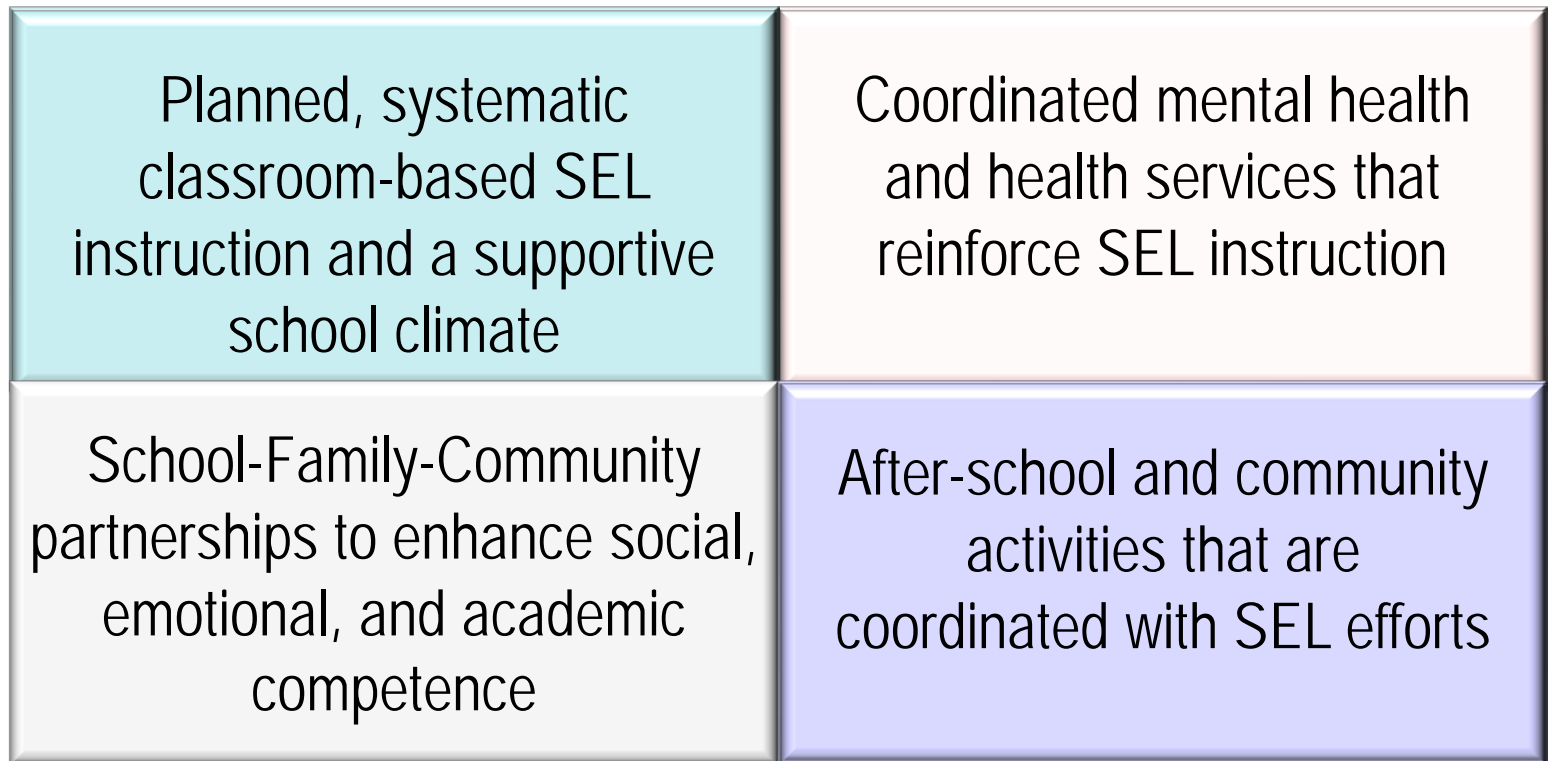 Planned, systematic
classroom-based SEL
instruction and a supportive
school climate
Coordinated mental health
and health services that
reinforce SEL instruction
School-Family-Community
partnerships to enhance social,
emotional, and academic
competence
After-school and community
activities that are
coordinated with SEL efforts